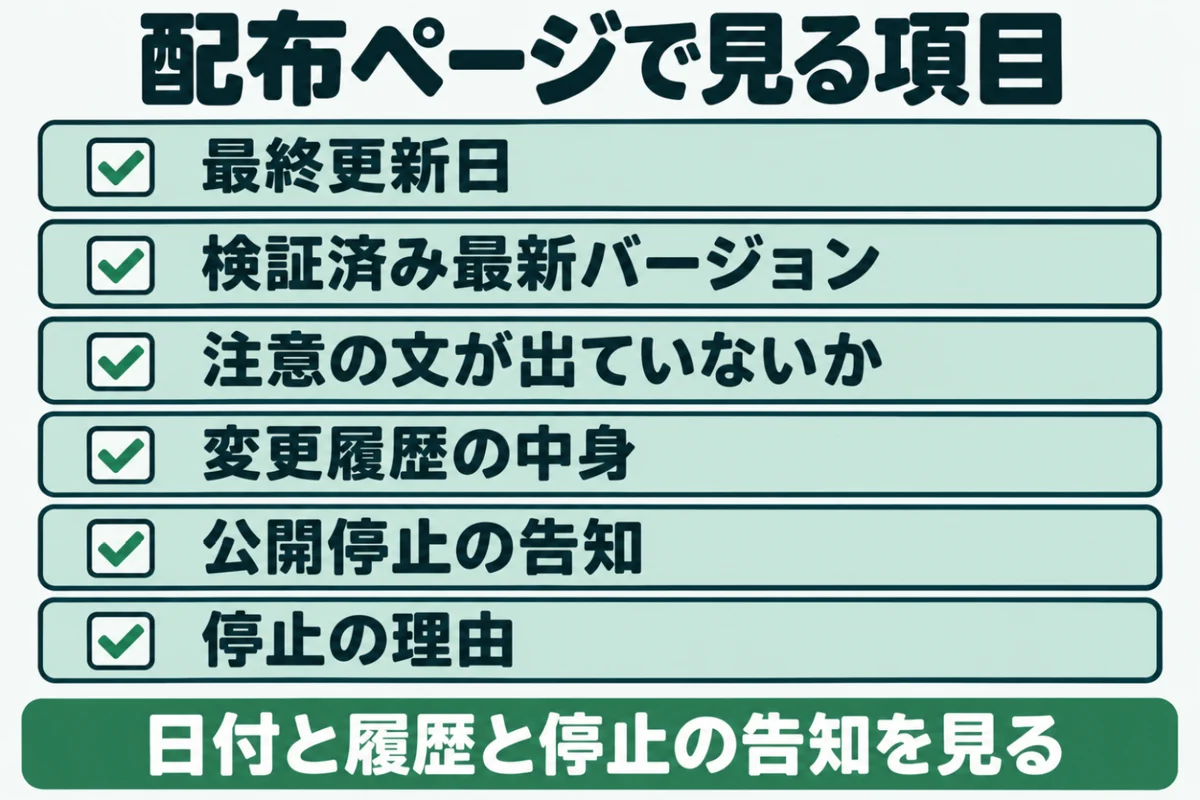 配布ページで見る項目
最終更新日
検証済み最新バージョン
注意の文が出ていないか
変更履歴の中身
公開停止の告知
停止の理由
日付と履歴と停止の告知を見る